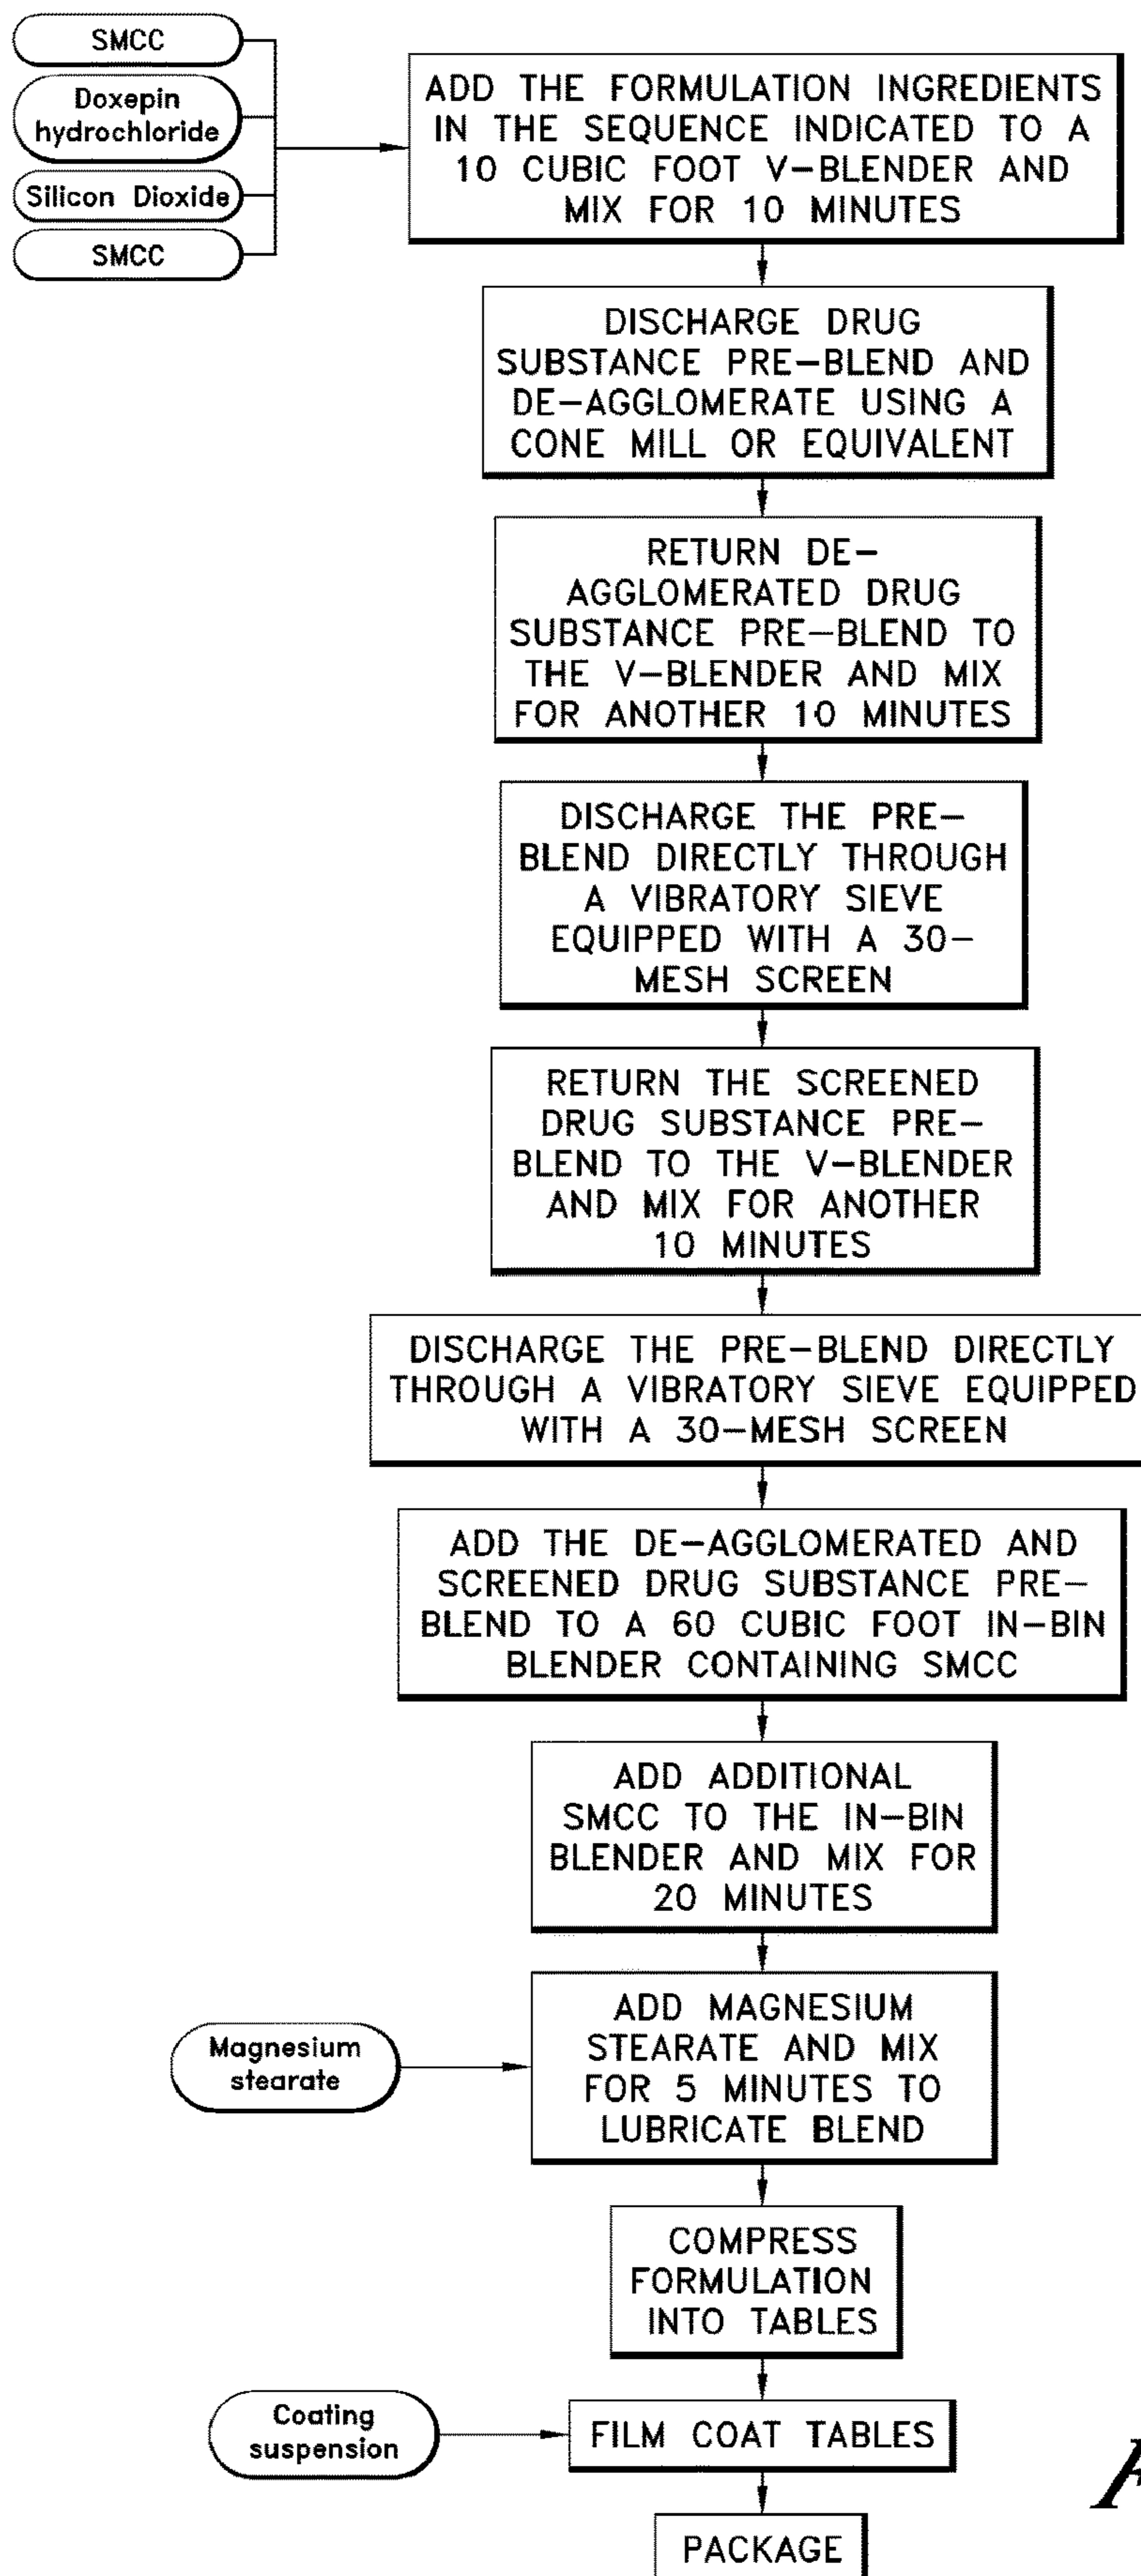 SMCC
Doxepin
hydrochloride
Silicon Dioxide
SMCC
ADD THE FORMULATION INGREDIENTS
IN THE SEQUENCE INDICATED TO A
10 CUBIC FOOT V-BLENDER AND
MIX FOR 10 MINUTES
DISCHARGE DRUG
SUBSTANCE PRE-BLEND AND
DE-AGGLOMERATE USING A
CONE MILL OR EQUIVALENT
RETURN DE-
AGGLOMERATED DRUG
SUBSTANCE PRE-BLEND TO
THE V-BLENDER AND MIX
FOR ANOTHER 10 MINUTES
DISCHARGE THE PRE-
BLEND DIRECTLY THROUGH
A VIBRATORY SIEVE
EQUIPPED WITH A 30-
MESH SCREEN
RETURN THE SCREENED
DRUG SUBSTANCE PRE-
BLEND TO THE V-BLENDER
AND MIX FOR ANOTHER
10 MINUTES
DISCHARGE THE PRE-BLEND DIRECTLY
THROUGH A VIBRATORY SIEVE EQUIPPED
WITH A 30-MESH SCREEN
ADD THE DE-AGGLOMERATED AND
SCREENED DRUG SUBSTANCE PRE-
BLEND TO A 60 CUBIC FOOT IN-BIN
BLENDER CONTAINING SMCC
ADD ADDITIONAL
SMCC TO THE IN-BIN
BLENDER AND MIX FOR
20 MINUTES
Magnesium
stearate
ADD MAGNESIUM
STEARATE AND MIX
FOR 5 MINUTES TO
LUBRICATE BLEND
COMPRESS
FORMULATION
INTO TABLES
Coating
suspension
FILM COAT TABLES
PACKAGE